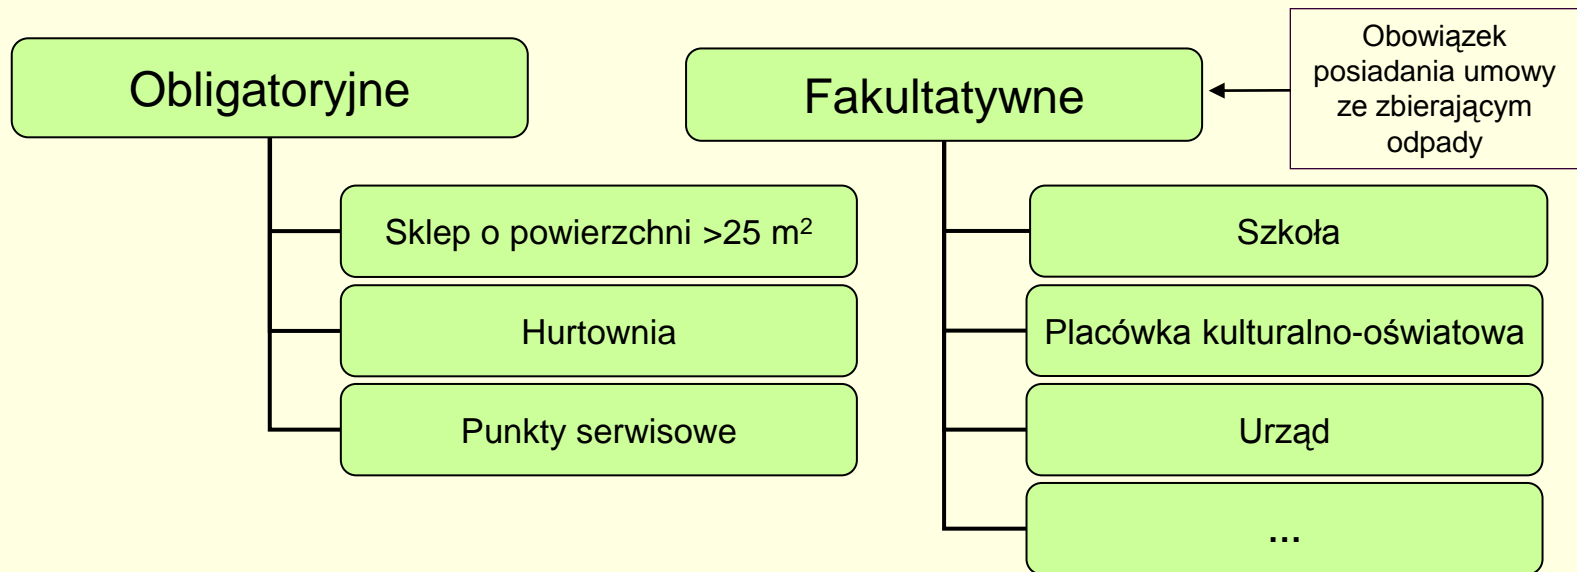 Obligatoryjne
Sklep o powierzchni >25 m²
Hurtownia
Punkty serwisowe
Fakultatywne
Obowiązek
posiadania umowy
ze zbierającym
odpady
Szkoła
Placówka kulturalno-oświatowa
Urząd
...